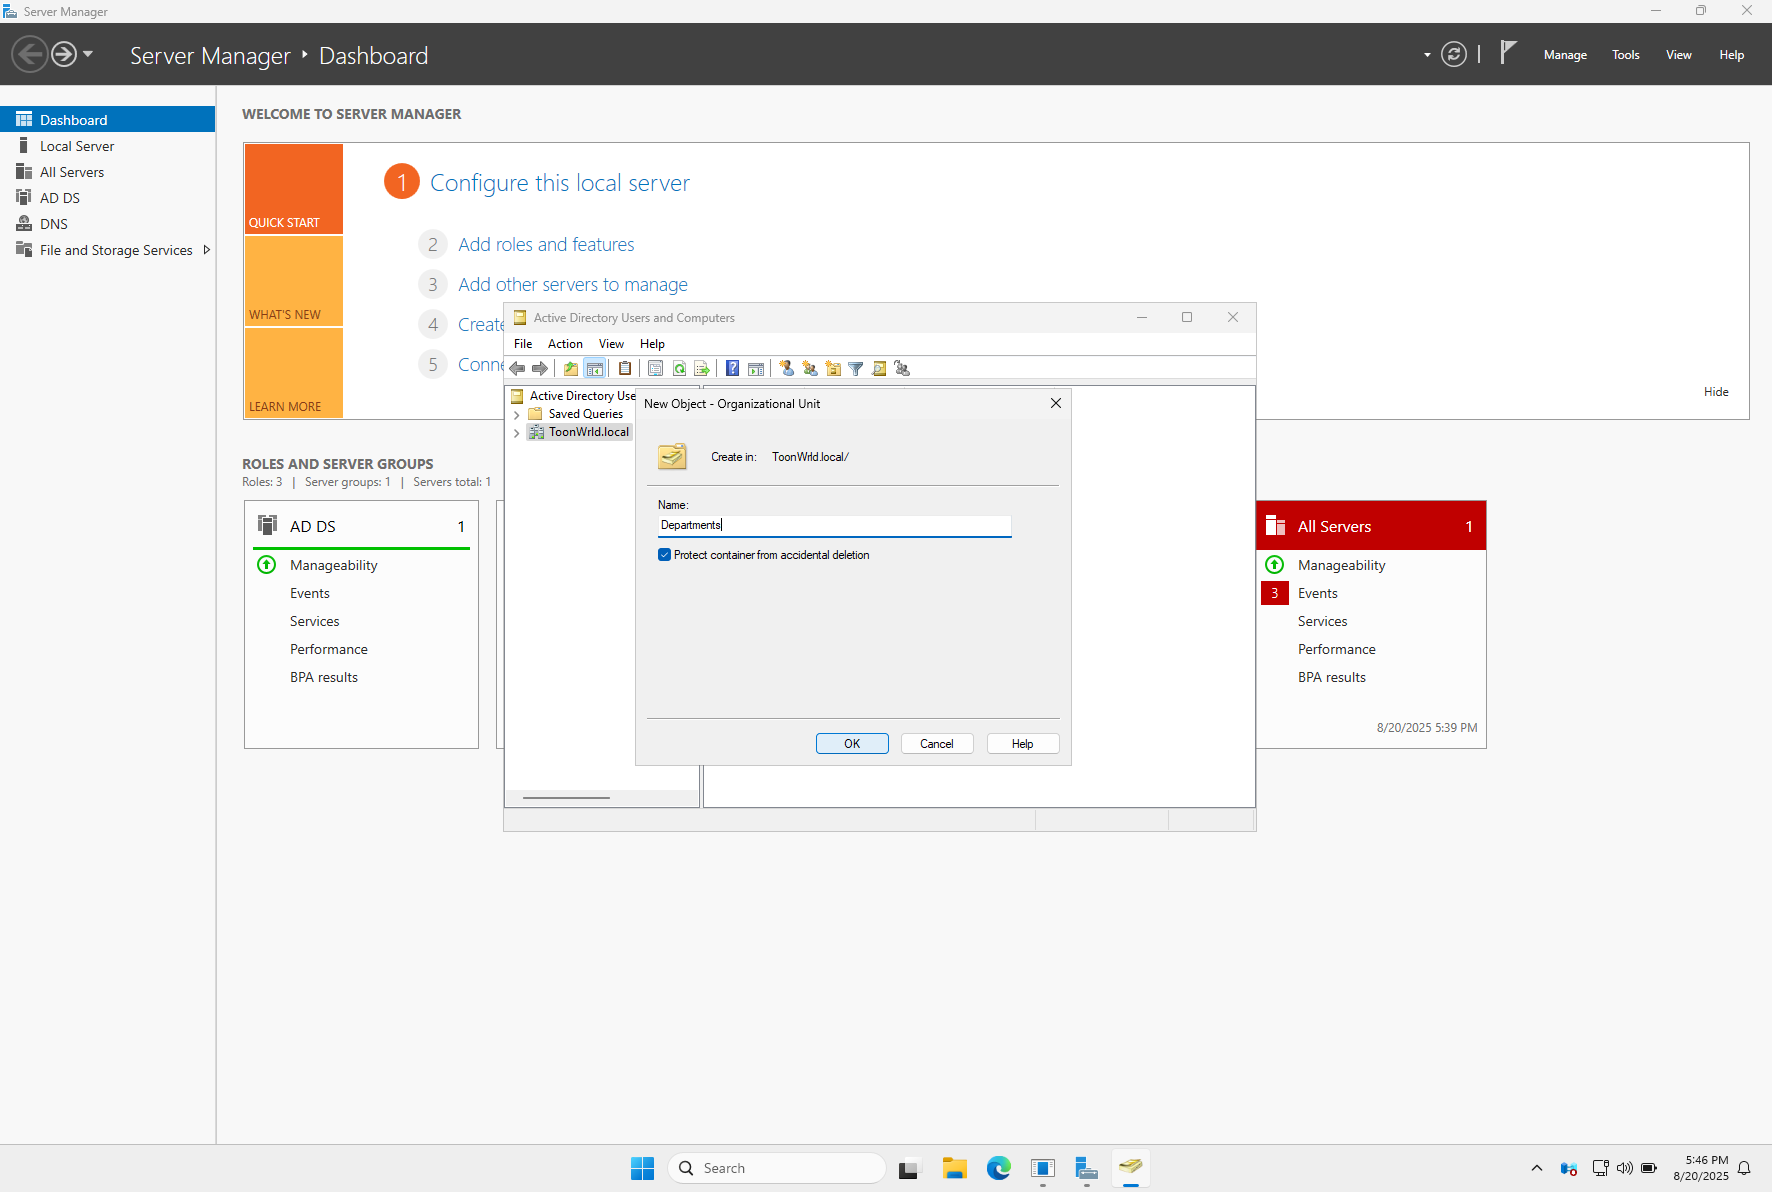 Server Manager
Server Manager ‣ Dashboard
Manage Tools View Help
Dashboard
Local Server
All Servers
AD DS
DNS
File and Storage Services
WELCOME TO SERVER MANAGER
QUICK START
WHAT'S NEW
LEARN MORE
1 Configure this local server
2 Add roles and features
3 Add other servers to manage
4 Create
5 Conne
Hide
Active Directory Users and Computers
File Action View Help
Active Directory Use
Saved Queries
ToonWrld.local
New Object - Organizational Unit
Create in: ToonWrld.local/
Name:
Departments
Protect container from accidental deletion
OK Cancel Help
ROLES AND SERVER GROUPS
Roles: 3 | Server groups: 1 | Servers total: 1
AD DS 1
Manageability
Events
Services
Performance
BPA results
All Servers 1
Manageability
3 Events
Services
Performance
BPA results
8/20/2025 5:39 PM
Search
5:46 PM
8/20/2025